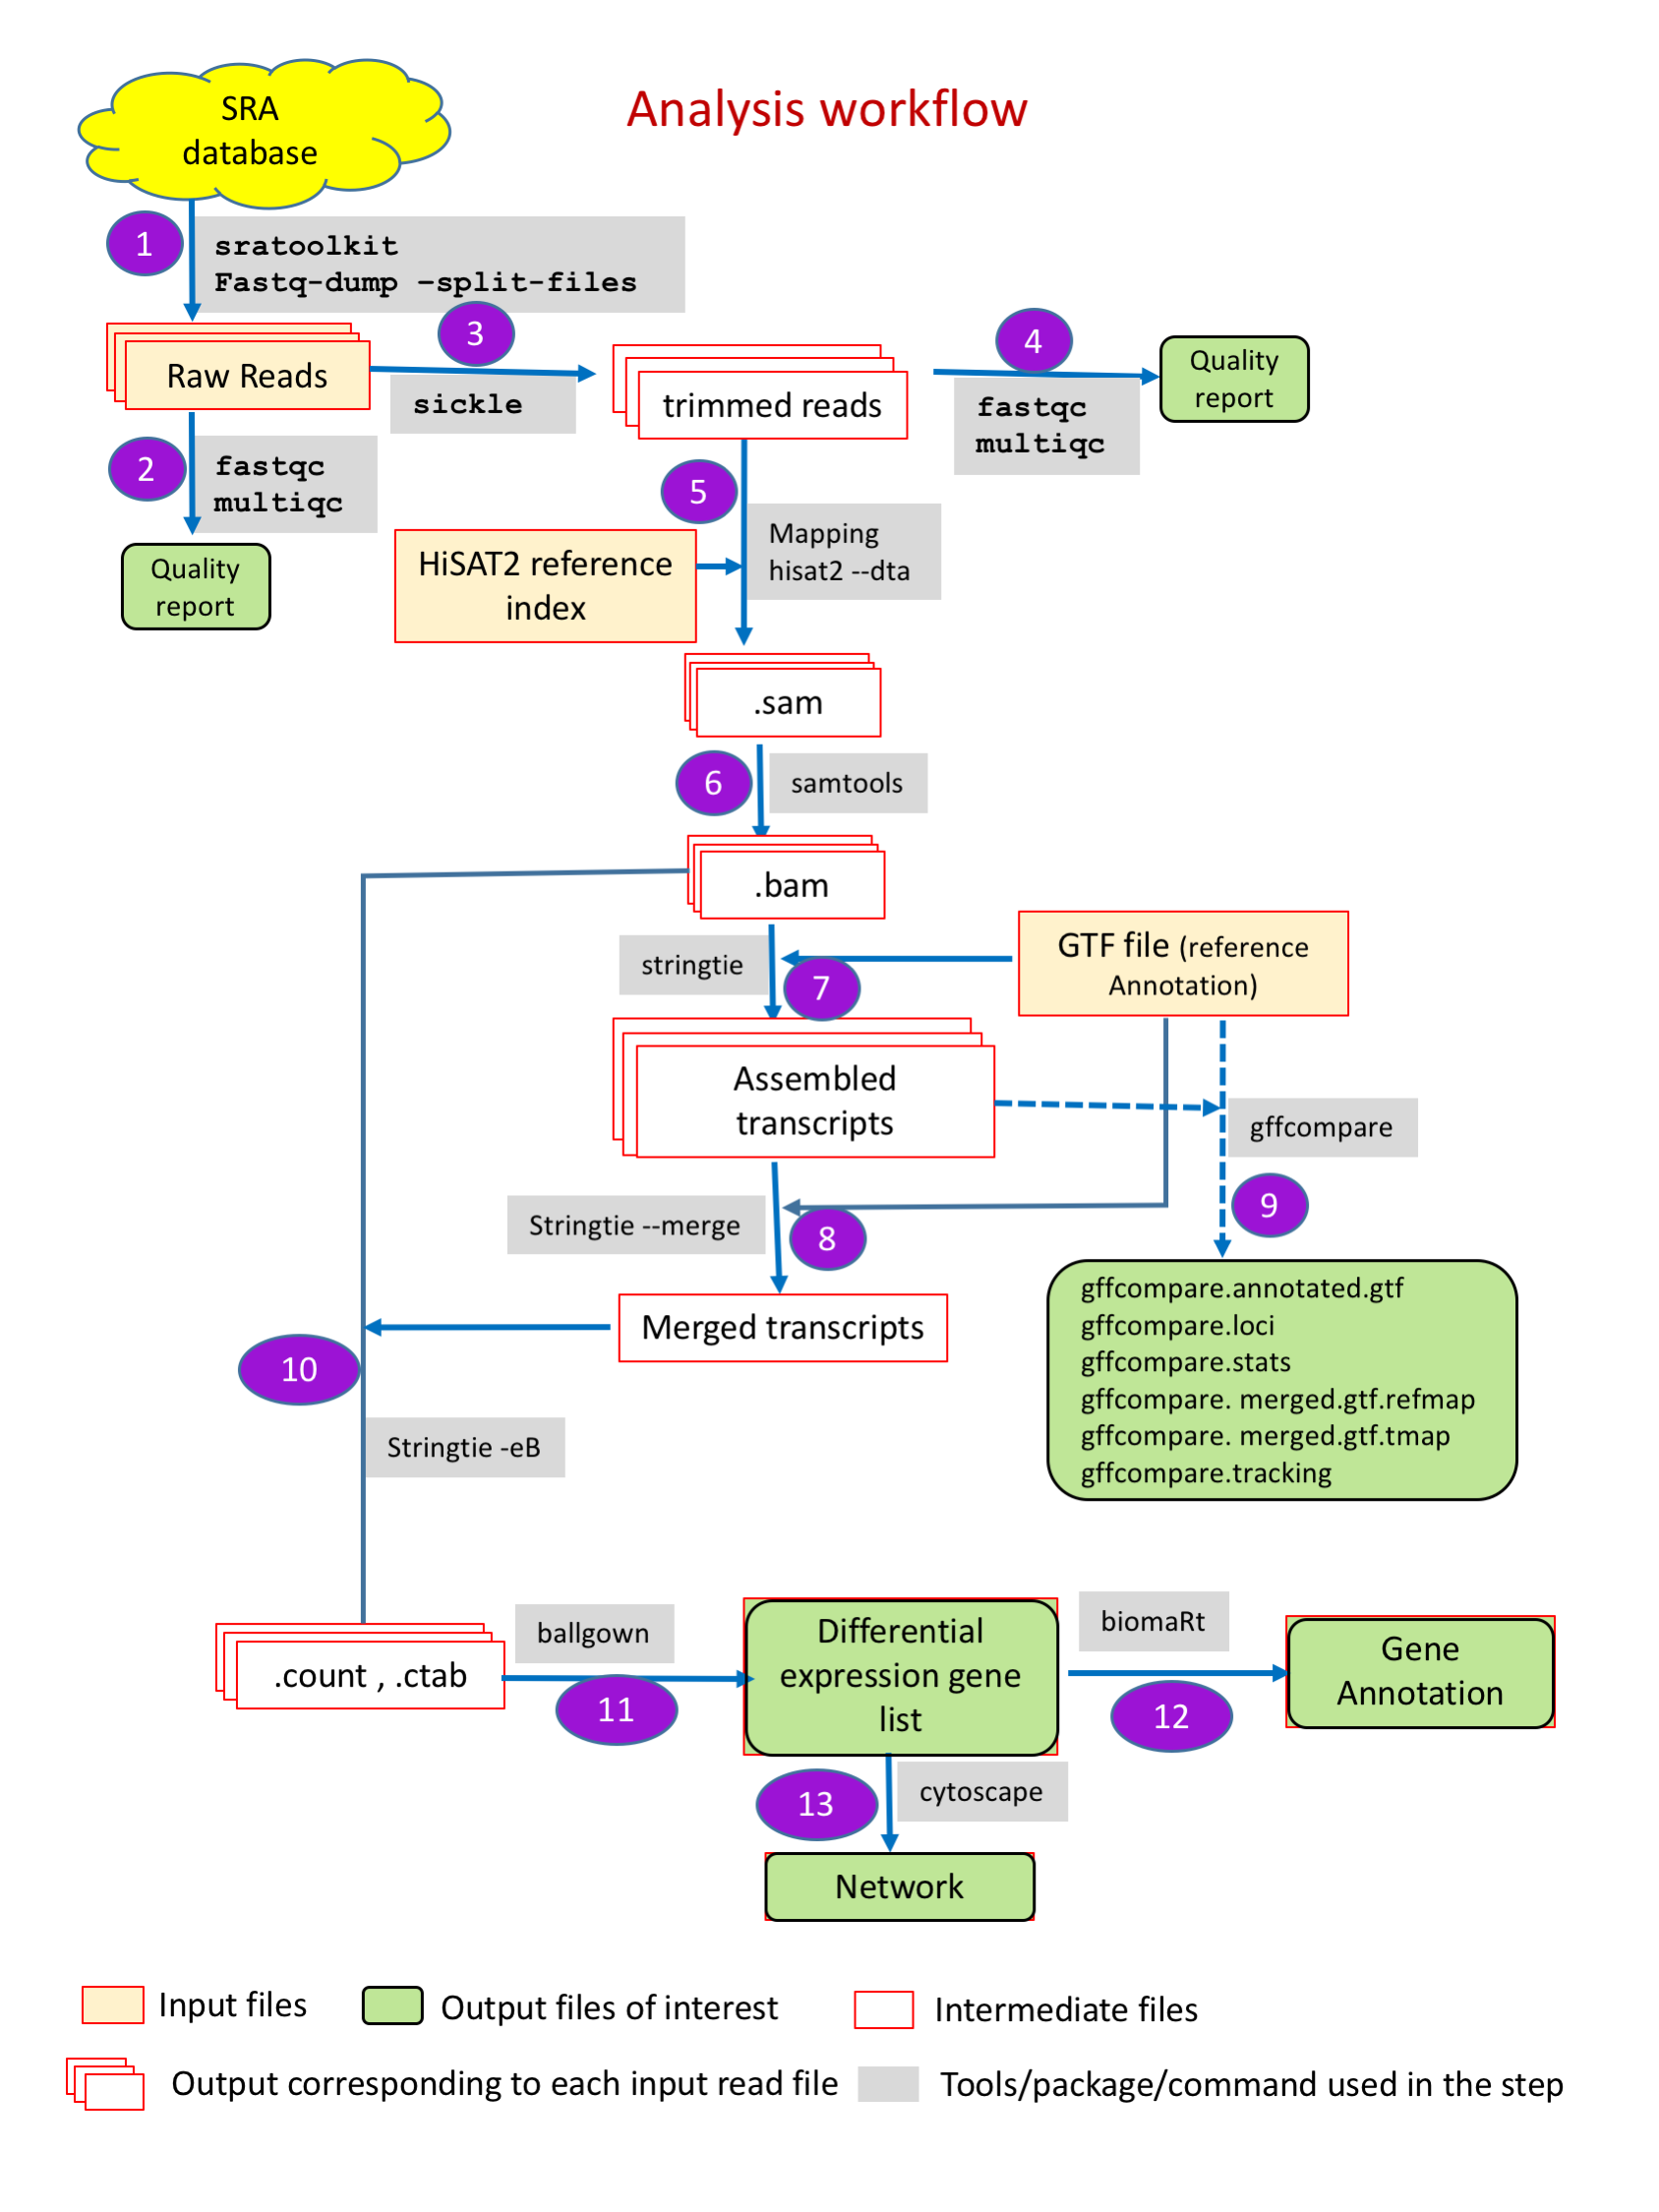 Analysis workflow
SRA
database
1
sratoolkit
Fastq-dump –split-files
3
4
Raw Reads
sickle
trimmed reads
fastqc
multiqc
Quality
report
2
fastqc
multiqc
Quality
report
5
Mapping
hisat2 --dta
HiSAT2 reference
index
.sam
6
samtools
.bam
stringtie
7
GTF file (reference
Annotation)
Assembled
transcripts
gffcompare
Stringtie --merge
8
9
Merged transcripts
gffcompare.annotated.gtf
gffcompare.loci
gffcompare.stats
gffcompare. merged.gtf.refmap
gffcompare. merged.gtf.tmap
gffcompare.tracking
10
Stringtie -eB
.count , .ctab
ballgown
11
Differential
expression gene
list
biomaRt
12
Gene
Annotation
13
cytoscape
Network
Input files
Output files of interest
Intermediate files
Output corresponding to each input read file
Tools/package/command used in the step